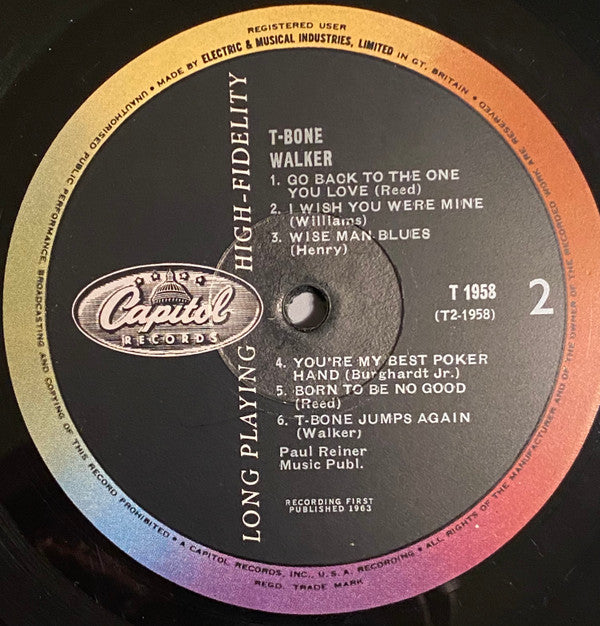 REGISTERED USER
• MADE BY ELECTRIC & MUSICAL INDUSTRIES, LIMITED IN GT. BRITAIN •
ALL RIGHTS OF THE MANUFACTURER AND OF THE OWNER OF THE RECORDED WORK ARE RESERVED
UNAUTHORISED PUBLIC PERFORMANCE, BROADCASTING AND COPYING OF THIS RECORD PROHIBITED •
• A CAPITOL RECORDS, INC., U.S.A. RECORDING •
REGD. TRADE MARK
LONG PLAYING HIGH-FIDELITY
T-BONE
WALKER
1. GO BACK TO THE ONE
YOU LOVE (Reed)
2. I WISH YOU WERE MINE
(Williams)
3. WISE MAN BLUES
(Henry)
Capitol
RECORDS
T 1958
(T2-1958)
2
4. YOU'RE MY BEST POKER
HAND (Burghardt Jr.)
5. BORN TO BE NO GOOD
(Reed)
6. T-BONE JUMPS AGAIN
(Walker)
Paul Reiner
Music Publ.
RECORDING FIRST
PUBLISHED 1963